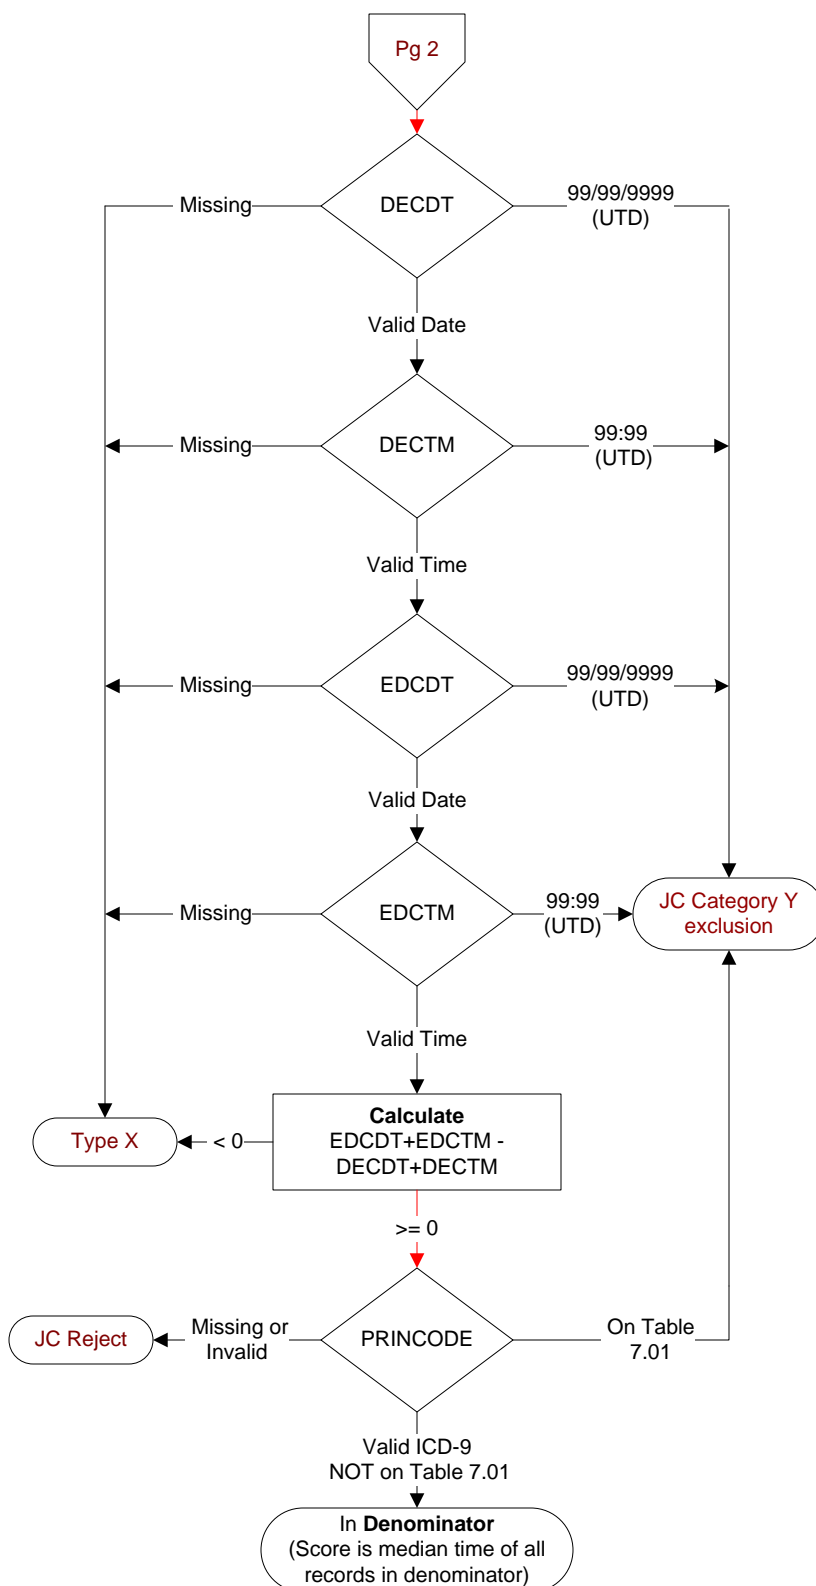 Pg 2
Missing
DECDT
99/99/9999
(UTD)
Valid Date
Missing
DECTM
99:99
(UTD)
Valid Time
Missing
EDCDT
99/99/9999
(UTD)
Valid Date
Missing
EDCTM
99:99
(UTD)
JC Category Y
exclusion
Valid Time
Type X
< 0
Calculate
EDCDT+EDCTM -
DECDT+DECTM
>= 0
JC Reject
Missing or
Invalid
PRINCODE
On Table
7.01
Valid ICD-9
NOT on Table 7.01
In Denominator
(Score is median time of all
records in denominator)